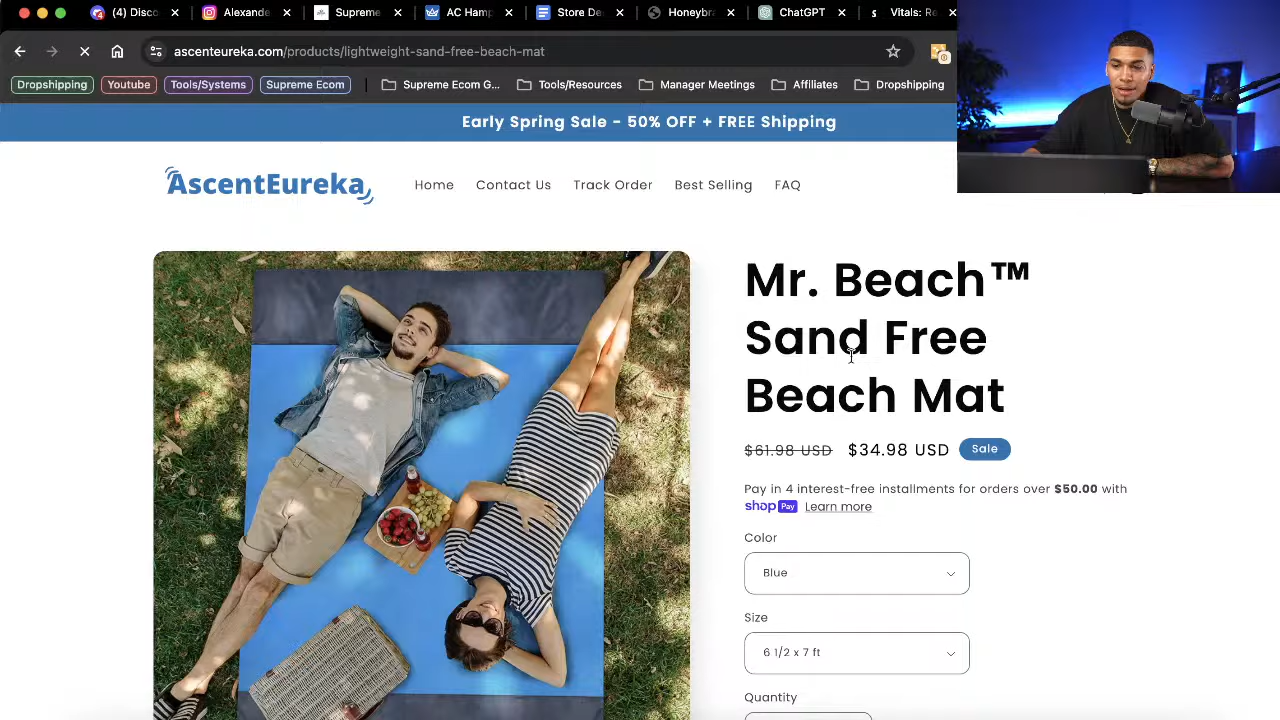 (4) Disco
Alexande
Supreme
AC Hamp
Store De
Honeybr
ChatGPT
Vitals: Re
ascenteureka.com/products/lightweight-sand-free-beach-mat
Dropshipping
Youtube
Tools/Systems
Supreme Ecom
Supreme Ecom G...
Tools/Resources
Manager Meetings
Affiliates
Dropshipping
Early Spring Sale - 50% OFF + FREE Shipping
AscentEureka
Home
Contact Us
Track Order
Best Selling
FAQ
Mr. Beach™
Sand Free
Beach Mat
$61.98 USD $34.98 USD Sale
Pay in 4 interest-free installments for orders over $50.00 with
shop Pay Learn more
Color
Blue
Size
6 1/2 x 7 ft
Quantity